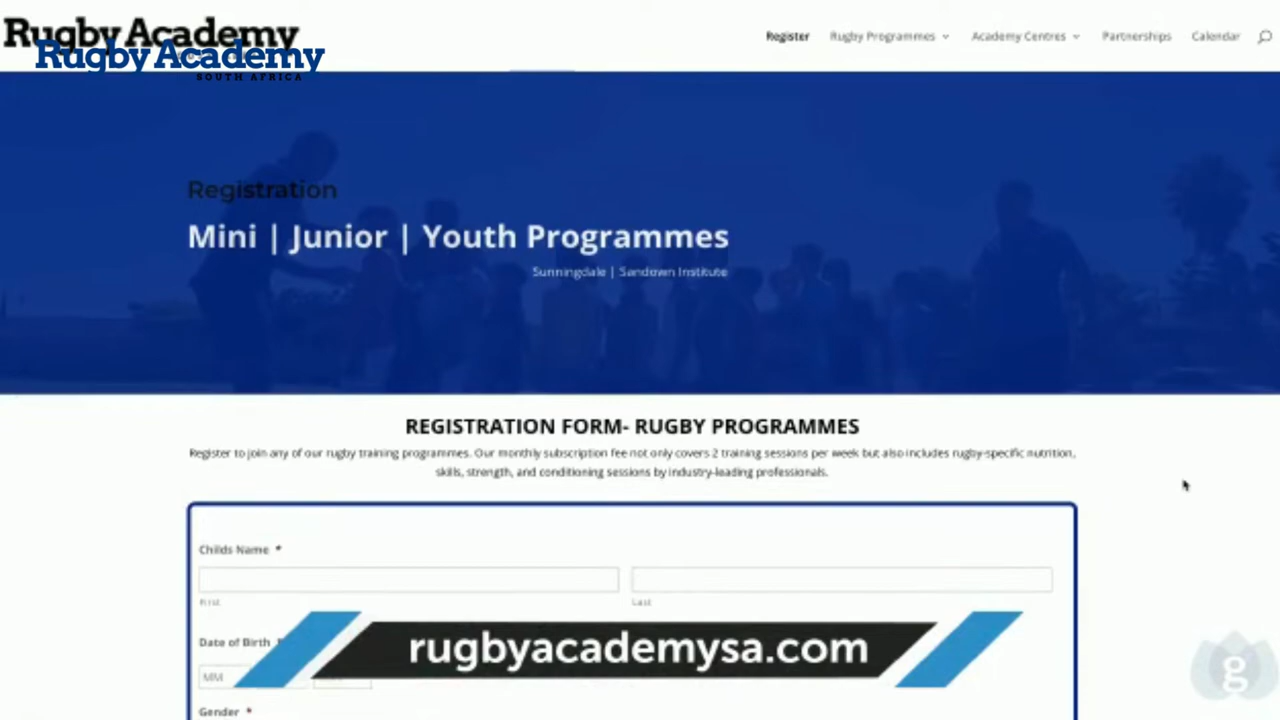 Rugby Academy
Rugby Academy
SOUTH AFRICA
Register
Rugby Programmes
Academy Centres
Partnerships
Calendar
Registration
Mini | Junior | Youth Programmes
Sunningdale | Sandown Institute
REGISTRATION FORM- RUGBY PROGRAMMES
Register to join any of our rugby training programmes. Our monthly subscription fee not only covers 2 training sessions per week but also includes rugby-specific nutrition,
skills, strength, and conditioning sessions by industry-leading professionals.
Childs Name *
First
Last
Date of Birth
MM
rugbyacademysa.com
g
Gender *